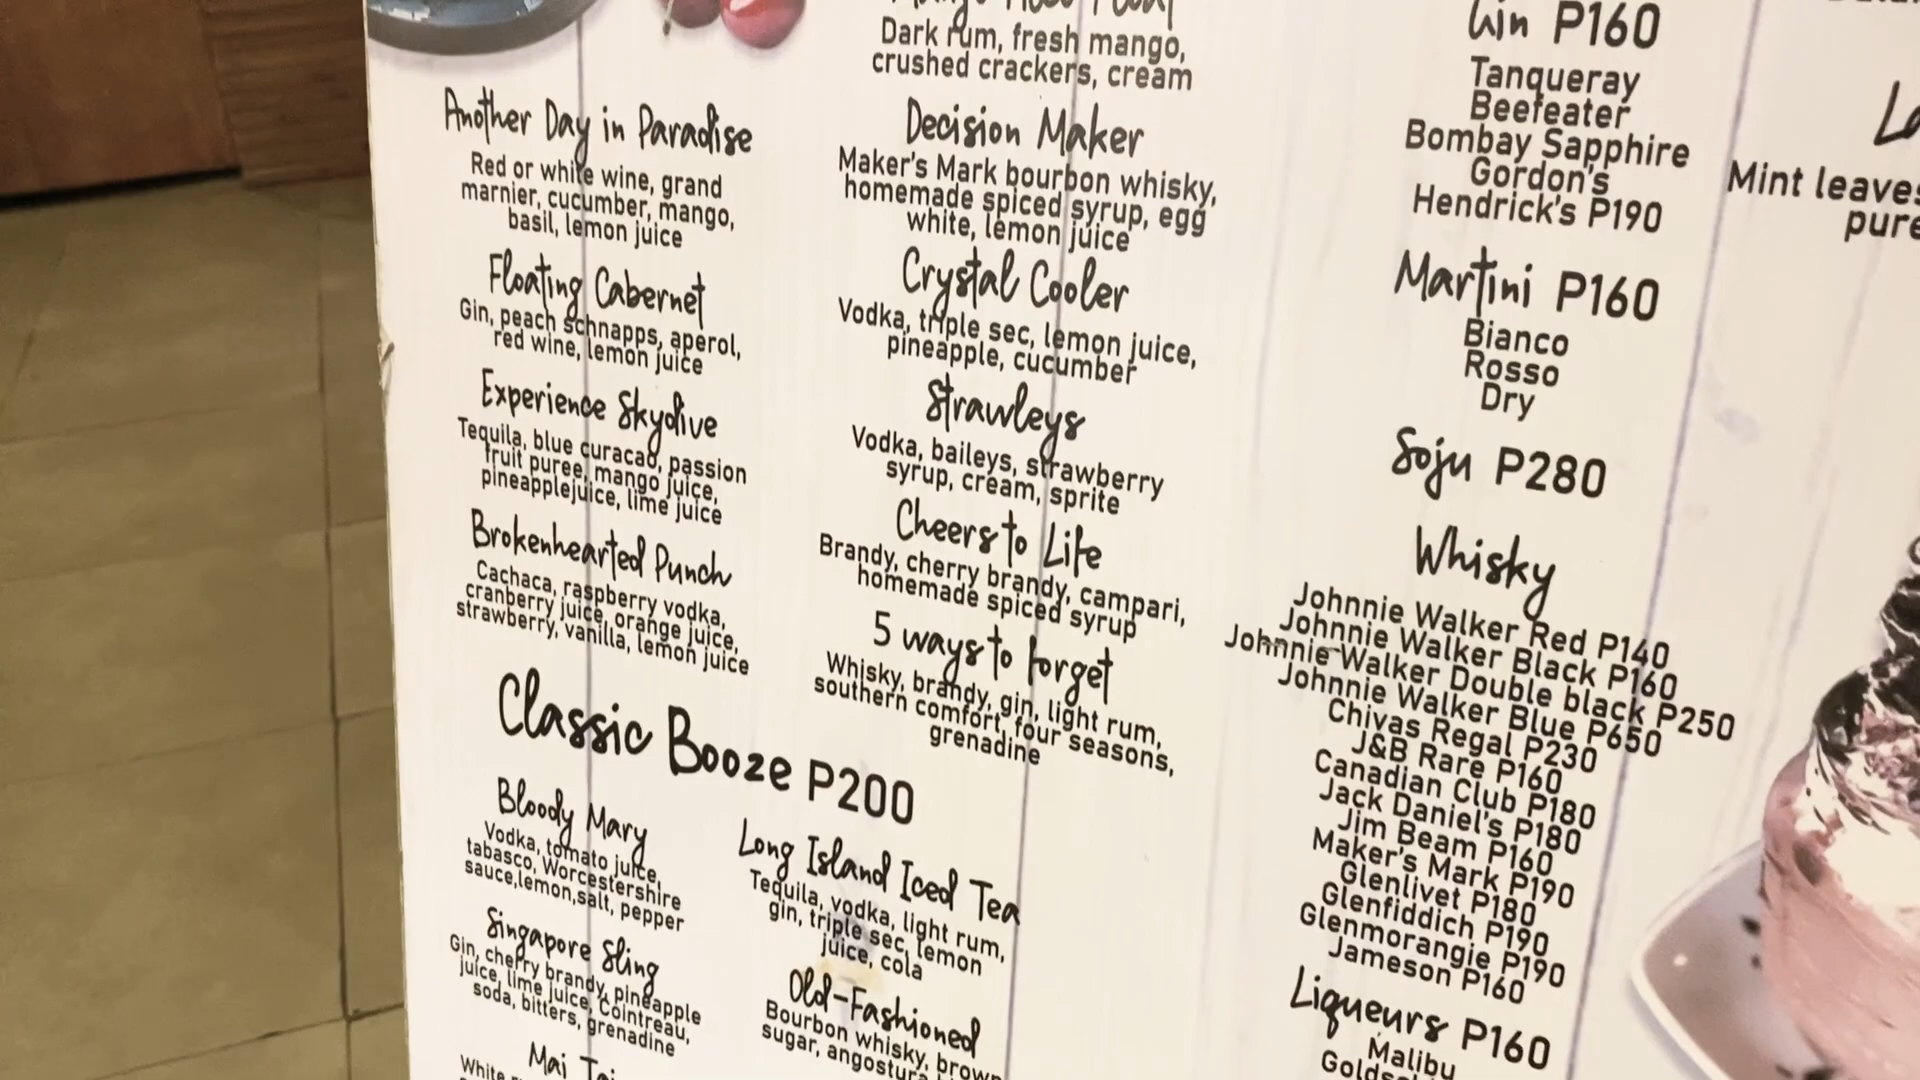 Another Day in Paradise
Red or white wine, grand
marnier, cucumber, mango,
basil, lemon juice
Floating Cabernet
Gin, peach schnapps, aperol,
red wine, lemon juice
Experience Skydive
Tequila, blue curacao, passion
fruit puree, mango juice,
pineapplejuice, lime juice
Brokenhearted Punch
Cachaca, raspberry vodka,
cranberry juice, orange juice,
strawberry, vanilla, lemon juice
Dark rum, fresh mango,
crushed crackers, cream
Decision Maker
Maker's Mark bourbon whisky,
homemade spiced syrup, egg
white, lemon juice
Crystal Cooler
Vodka, triple sec, lemon juice,
pineapple, cucumber
Strawleys
Vodka, baileys, strawberry
syrup, cream, sprite
Cheers to Life
Brandy, cherry brandy, campari,
homemade spiced syrup
5 ways to forget
Whisky, brandy, gin, light rum,
southern comfort, four seasons,
grenadine
Classic Booze P200
Bloody Mary
Vodka, tomato juice,
tabasco, Worcestershire
sauce,lemon,salt, pepper
Singapore Sling
Gin, cherry brandy, pineapple
juice, lime juice, Cointreau,
soda, bitters, grenadine
Mai Tai
White
Long Island Iced Tea
Tequila, vodka, light rum,
gin, triple sec, lemon
juice, cola
Old-Fashioned
Bourbon whisky, brown
sugar, angostura
Gin P160
Tanqueray
Beefeater
Bombay Sapphire
Gordon's
Hendrick's P190
Martini P160
Bianco
Rosso
Dry
Soju P280
Whisky
Johnnie Walker Red P140
Johnnie Walker Black P160
Johnnie Walker Double black P250
Johnnie Walker Blue P650
Chivas Regal P230
J&B Rare P160
Canadian Club P180
Jack Daniel's P180
Jim Beam P160
Maker's Mark P190
Glenlivet P180
Glenfiddich P190
Glenmorangie P190
Jameson P160
Liqueurs P160
Malibu
Mint leaves